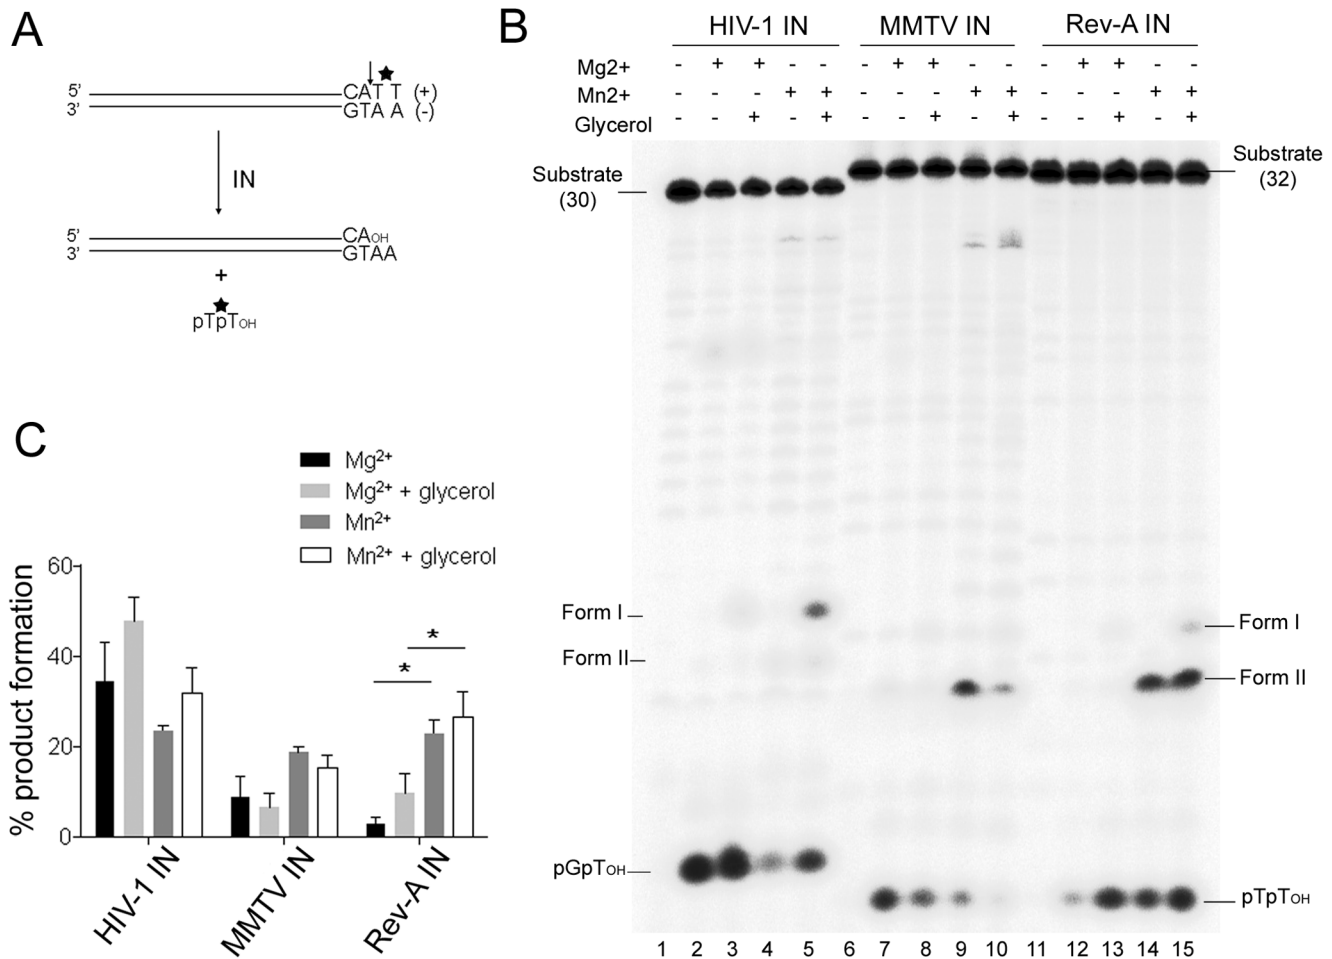 A
5' CATT (+)
3' GTAA A (-)
IN
5' CAOH
3' GTAA
+
pTpTOH
B
HIV-1 IN MMTV IN Rev-A IN
Mg2+ - + + - - - + + - - - + + - -
Mn2+ - - - + + - - - + + - - - + +
Glycerol - - + - + - - + - + - - + - +
Substrate
(30)
Substrate
(32)
Form I
Form II
Form I
Form II
pGpTOH
pTpTOH
1 2 3 4 5 6 7 8 9 10 11 12 13 14 15
C
Mg2+
Mg2+ + glycerol
Mn2+
Mn2+ + glycerol
% product formation
60
40
20
0
*
*
HIV-1 IN
MMTV IN
Rev-A IN